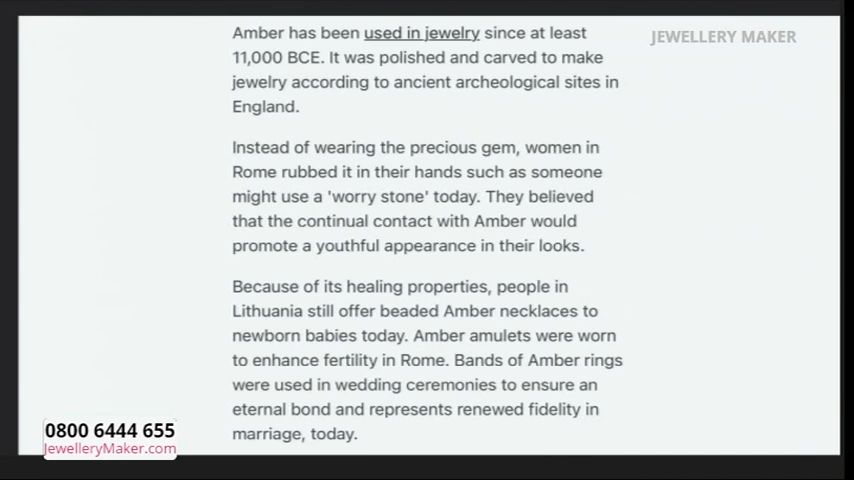 JEWELLERY MAKER
Amber has been used in jewelry since at least
11,000 BCE. It was polished and carved to make
jewelry according to ancient archeological sites in
England.
Instead of wearing the precious gem, women in
Rome rubbed it in their hands such as someone
might use a 'worry stone' today. They believed
that the continual contact with Amber would
promote a youthful appearance in their looks.
Because of its healing properties, people in
Lithuania still offer beaded Amber necklaces to
newborn babies today. Amber amulets were worn
to enhance fertility in Rome. Bands of Amber rings
were used in wedding ceremonies to ensure an
eternal bond and represents renewed fidelity in
marriage, today.
0800 6444 655
JewelleryMaker.com